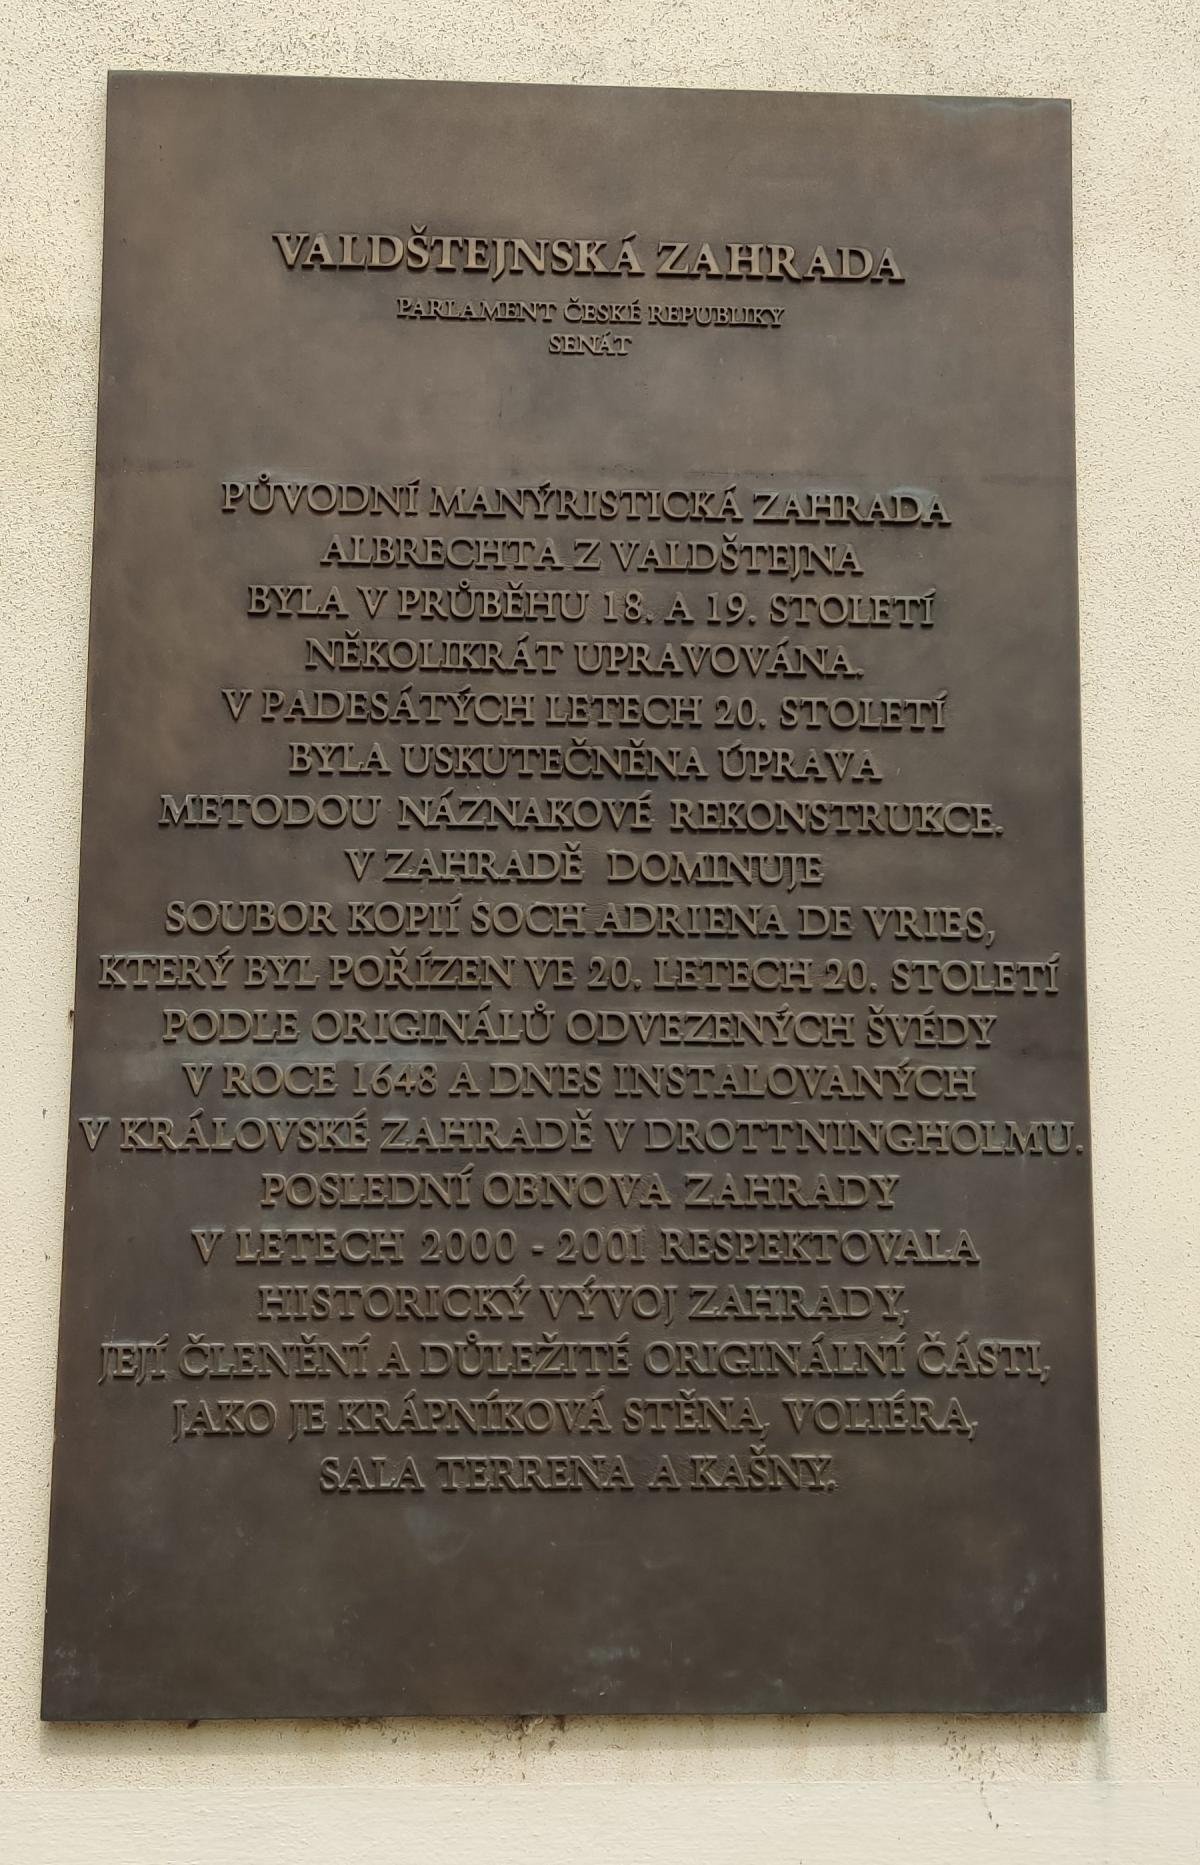 VALDŠTEJNSKÁ ZAHRADA
PARLAMENT ČESKÉ REPUBLIKY
SENÁT
PŮVODNÍ MANÝRISTICKÁ ZAHRADA
ALBRECHTA Z VALDŠTEJNA
BYLA V PRŮBĚHU 18. A 19. STOLETÍ
NĚKOLIKRÁT UPRAVOVÁNA.
V PADESÁTÝCH LETECH 20. STOLETÍ
BYLA USKUTEČNĚNA ÚPRAVA
METODOU NÁZNAKOVÉ REKONSTRUKCE.
V ZAHRADĚ DOMINUJE
SOUBOR KOPIÍ SOCH ADRIENA DE VRIES,
KTERÝ BYL POŘÍZEN VE 20. LETECH 20. STOLETÍ
PODLE ORIGINÁLŮ ODVEZENÝCH ŠVÉDY
V ROCE 1648 A DNES INSTALOVANÝCH
V KRÁLOVSKÉ ZAHRADĚ V DROTTNINGHOLMU.
POSLEDNÍ OBNOVA ZAHRADY
V LETECH 2000 - 2001 RESPEKTOVALA
HISTORICKÝ VÝVOJ ZAHRADY,
JEJÍ ČLENĚNÍ A DŮLEŽITÉ ORIGINÁLNÍ ČÁSTI,
JAKO JE KRÁPNÍKOVÁ STĚNA, VOLIÉRA,
SALA TERRENA A KAŠNY.